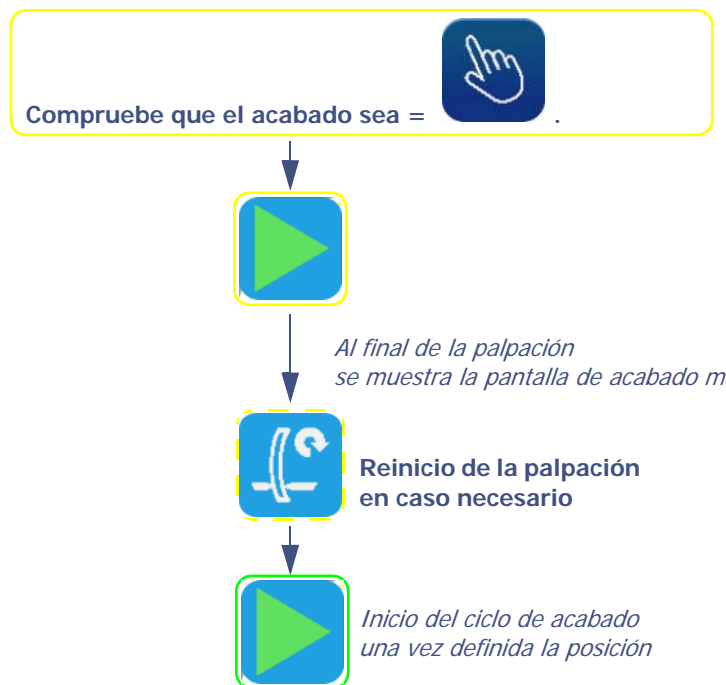 Compruebe que el acabado sea = .
Al final de la palpación
se muestra la pantalla de acabado
Reinicio de la palpación
en caso necesario
Inicio del ciclo de acabado
una vez definida la posición